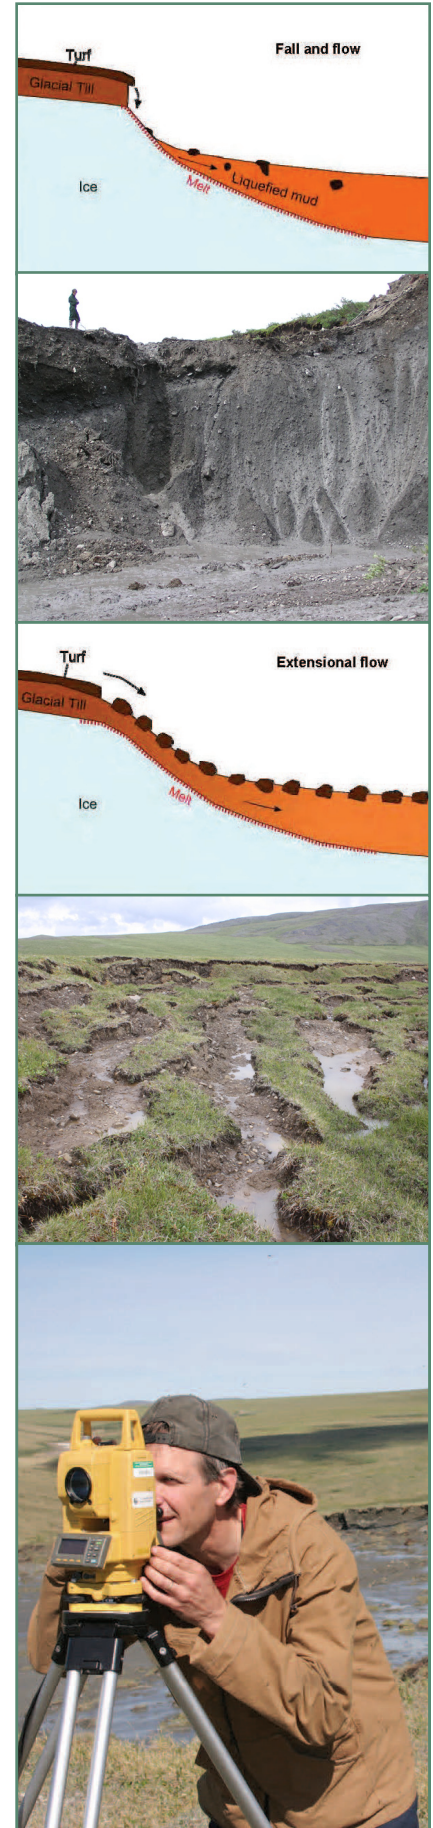 Fall and flow
Turf
Glacial Till
Ice
Melt
Liquefied mud
Extensional flow
Turf
Glacial Till
Ice
Melt